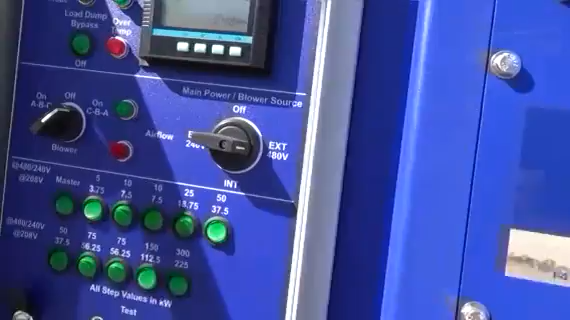 Load Dump
Bypass
Over
Temp
Off
Main Power / Blower Source
On
A-B-C
Off
On
C-B-A
Off
Airflow
240V
EXT
480V
Blower
INT
@480/240V
@208V
Master
5
3.75
10
7.5
10
7.5
25
18.75
50
37.5
@480/240V
@208V
50
37.5
75
56.25
75
56.25
150
112.5
300
225
All Step Values in kW
Test